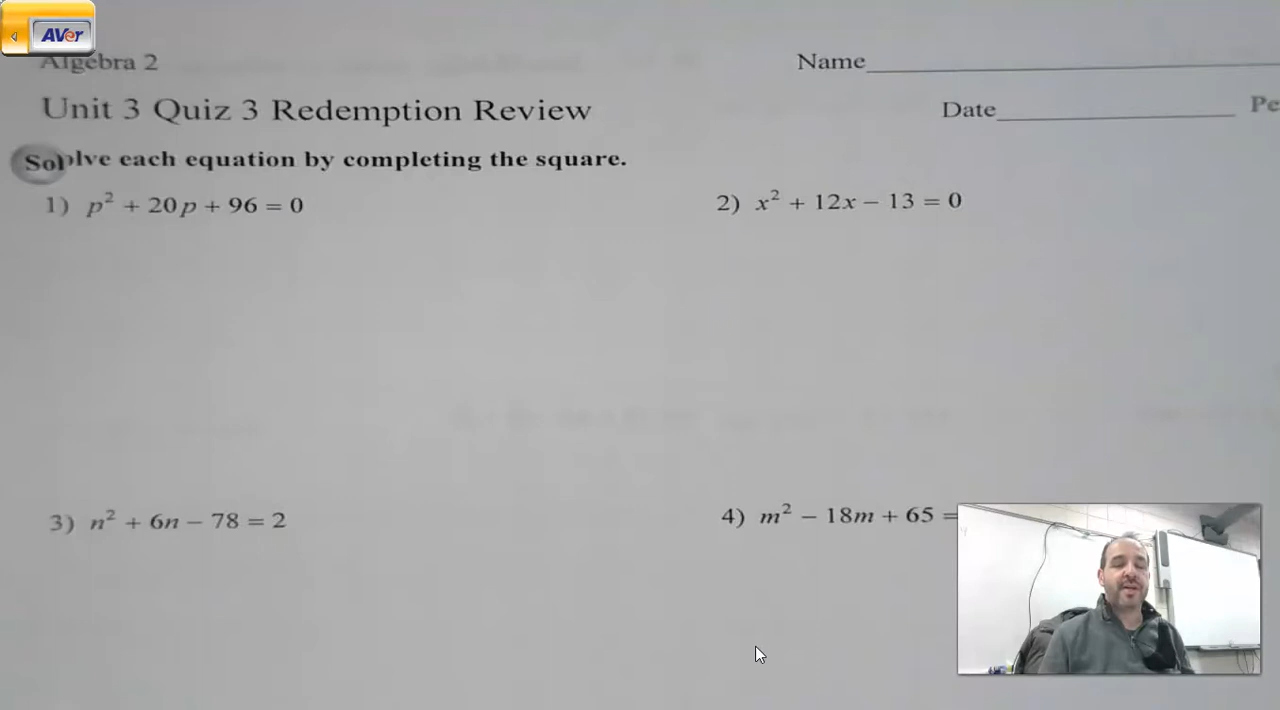 AVer
Algebra 2
Name
Unit 3 Quiz 3 Redemption Review
Date
Solve each equation by completing the square.
1) p² + 20p + 96 = 0
2) x² + 12x − 13 = 0
3) n² + 6n − 78 = 2
4) m² − 18m + 65 =